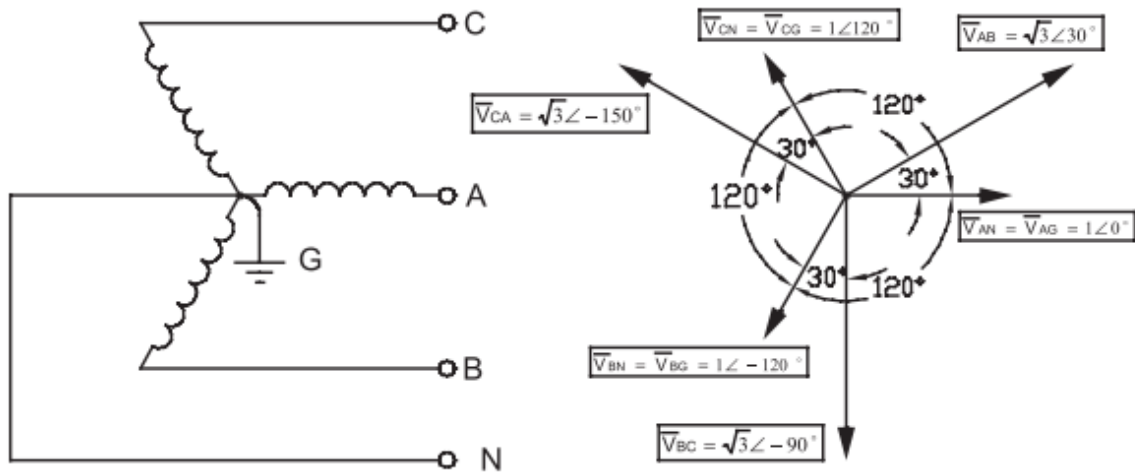 C
V̅CN = V̅CG = 1∠120°
V̅AB = √3∠30°
V̅CA = √3∠-150°
120°
30°
A
120°
30°
V̅AN = V̅AG = 1∠0°
G
30°
120°
B
V̅BN = V̅BG = 1∠-120°
V̅BC = √3∠-90°
N